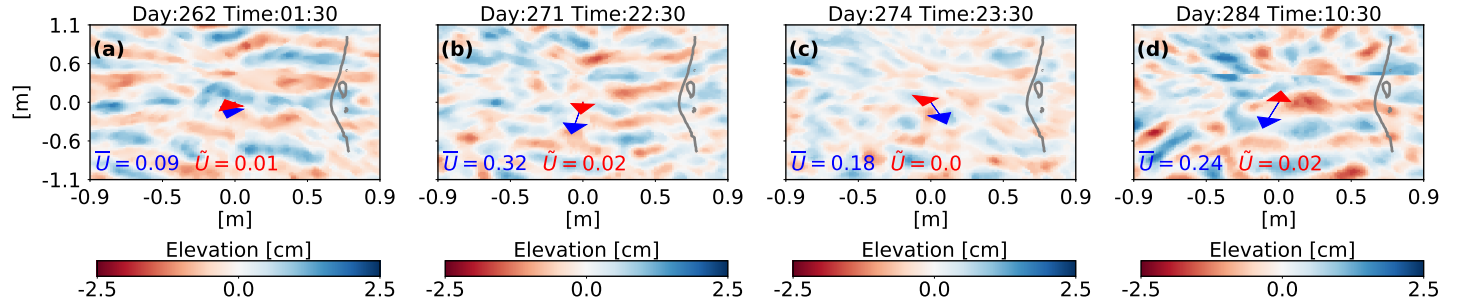 Day:262 Time:01:30 Day:271 Time:22:30 Day:274 Time:23:30 Day:284 Time:10:30
1.1
(a) (b) (c) (d)
0.6
[m] 0.0
-0.6
U̅ = 0.09 Ũ = 0.01 U̅ = 0.32 Ũ = 0.02 U̅ = 0.18 Ũ = 0.0 U̅ = 0.24 Ũ = 0.02
-1.1
-0.9 -0.5 0.0 0.5 0.9 -0.9 -0.5 0.0 0.5 0.9 -0.9 -0.5 0.0 0.5 0.9 -0.9 -0.5 0.0 0.5 0.9
[m] [m] [m] [m]
Elevation [cm] Elevation [cm] Elevation [cm] Elevation [cm]
-2.5 0.0 2.5 -2.5 0.0 2.5 -2.5 0.0 2.5 -2.5 0.0 2.5